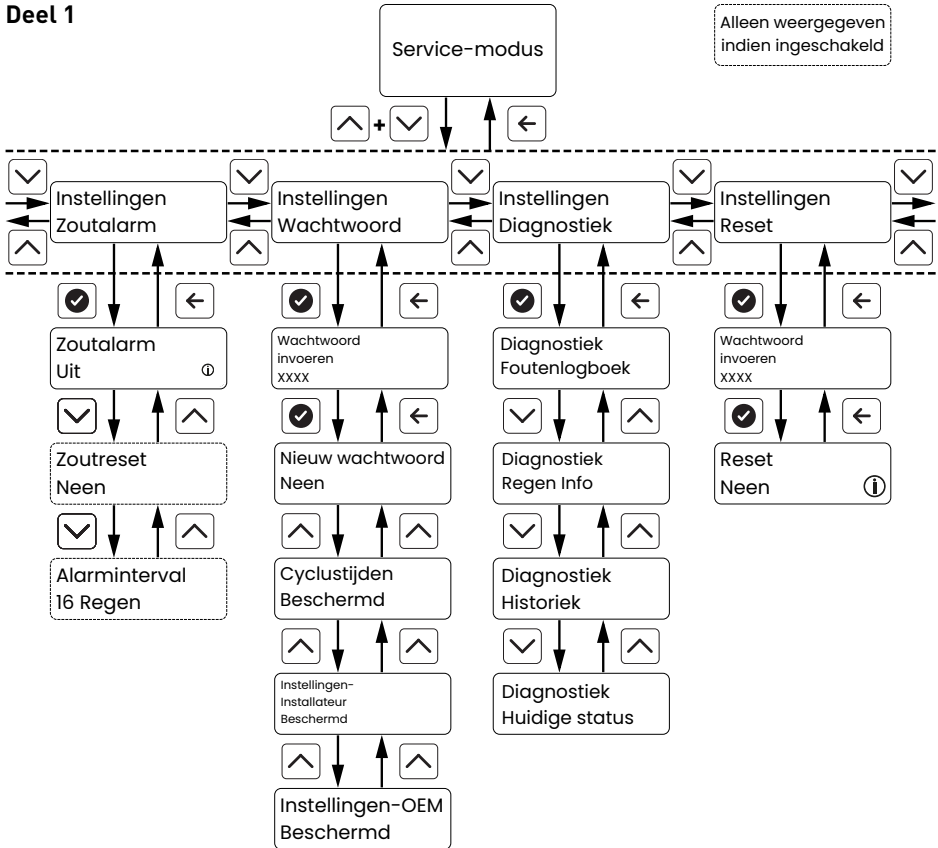 Deel 1
Service-modus
Alleen weergegeven
indien ingeschakeld
+
Instellingen
Zoutalarm
Instellingen
Wachtwoord
Instellingen
Diagnostiek
Instellingen
Reset
Zoutalarm
Uit
Zoutreset
Neen
Alarminterval
16 Regen
Wachtwoord
invoeren
XXXX
Nieuw wachtwoord
Neen
Cyclustijden
Beschermd
Instellingen-
Installateur
Beschermd
Instellingen-OEM
Beschermd
Diagnostiek
Foutenlogboek
Diagnostiek
Regen Info
Diagnostiek
Historiek
Diagnostiek
Huidige status
Wachtwoord
invoeren
XXXX
Reset
Neen